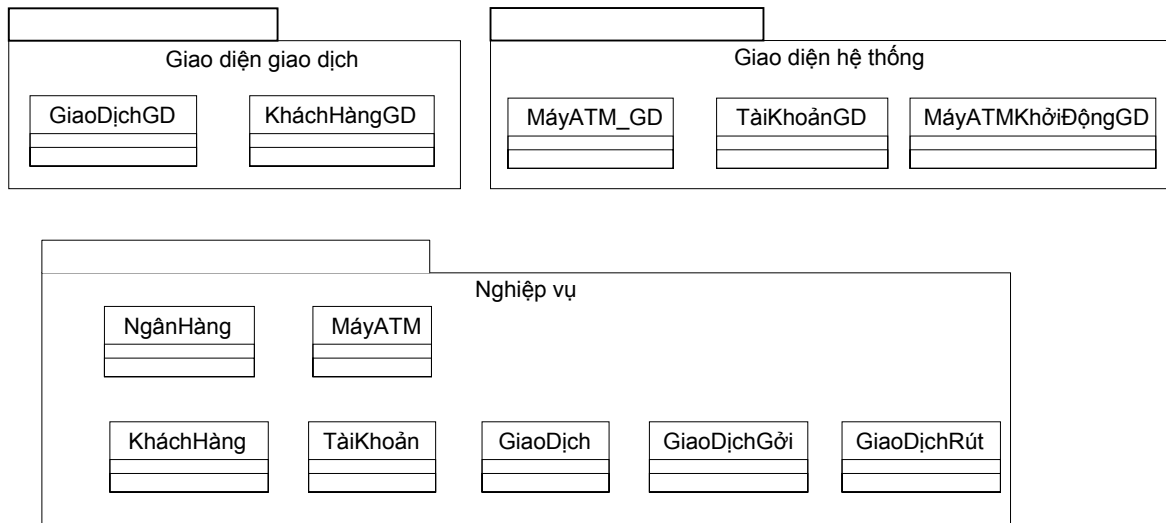 Giao diện giao dịch
GiaoDịchGD
KháchHàngGD
Giao diện hệ thống
MáyATM_GD
TàiKhoảnGD
MáyATMKhởiĐộngGD
Nghiệp vụ
NgânHàng
MáyATM
KháchHàng
TàiKhoản
GiaoDịch
GiaoDịchGởi
GiaoDịchRút